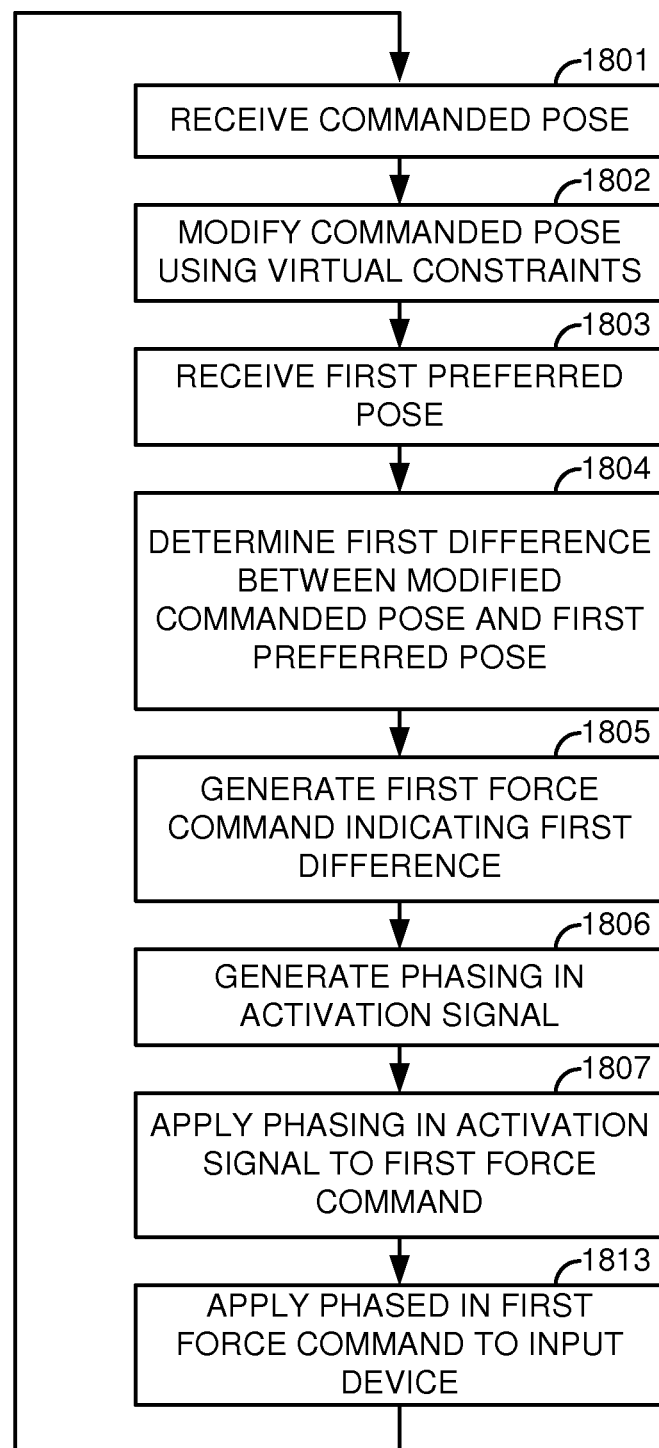 1801
RECEIVE COMMANDED POSE
1802
MODIFY COMMANDED POSE
USING VIRTUAL CONSTRAINTS
1803
RECEIVE FIRST PREFERRED
POSE
1804
DETERMINE FIRST DIFFERENCE
BETWEEN MODIFIED
COMMANDED POSE AND FIRST
PREFERRED POSE
1805
GENERATE FIRST FORCE
COMMAND INDICATING FIRST
DIFFERENCE
1806
GENERATE PHASING IN
ACTIVATION SIGNAL
1807
APPLY PHASING IN ACTIVATION
SIGNAL TO FIRST FORCE
COMMAND
1813
APPLY PHASED IN FIRST
FORCE COMMAND TO INPUT
DEVICE